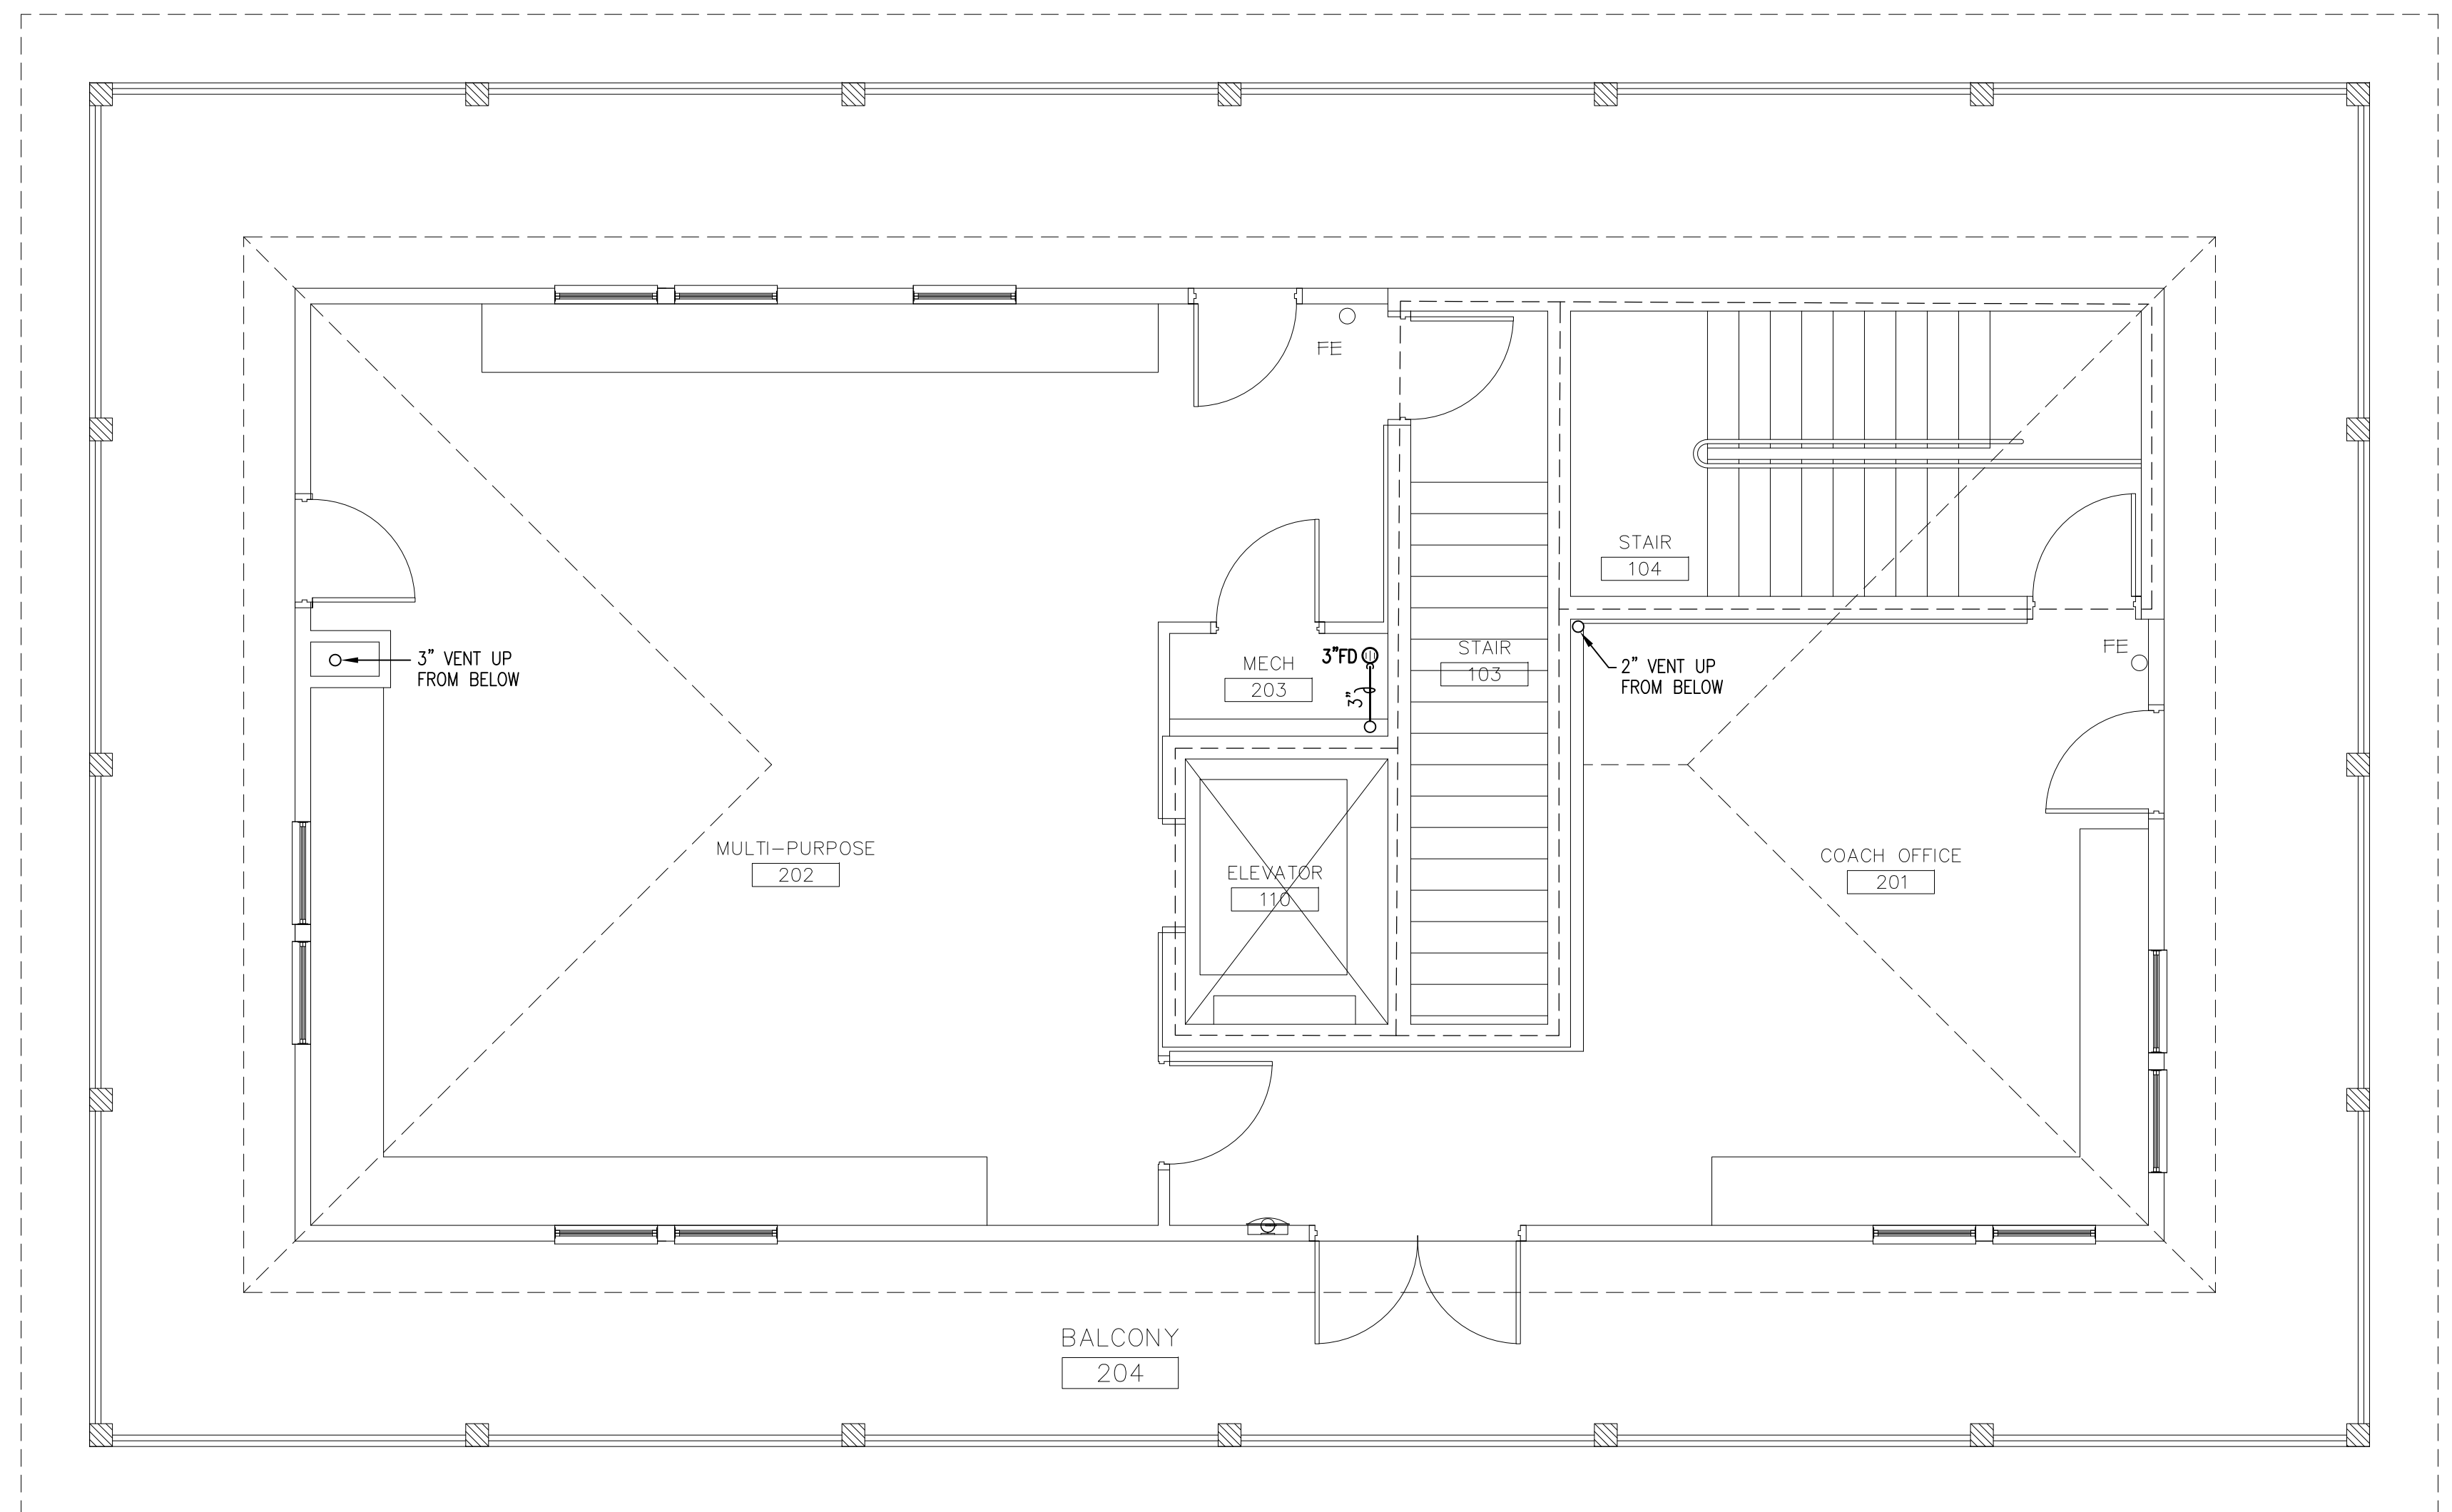 FE
STAIR
104
3" VENT UP
FROM BELOW
MECH
203
3"FD
3"
STAIR
103
2" VENT UP
FROM BELOW
FE
MULTI-PURPOSE
202
ELEVATOR
110
COACH OFFICE
201
BALCONY
204